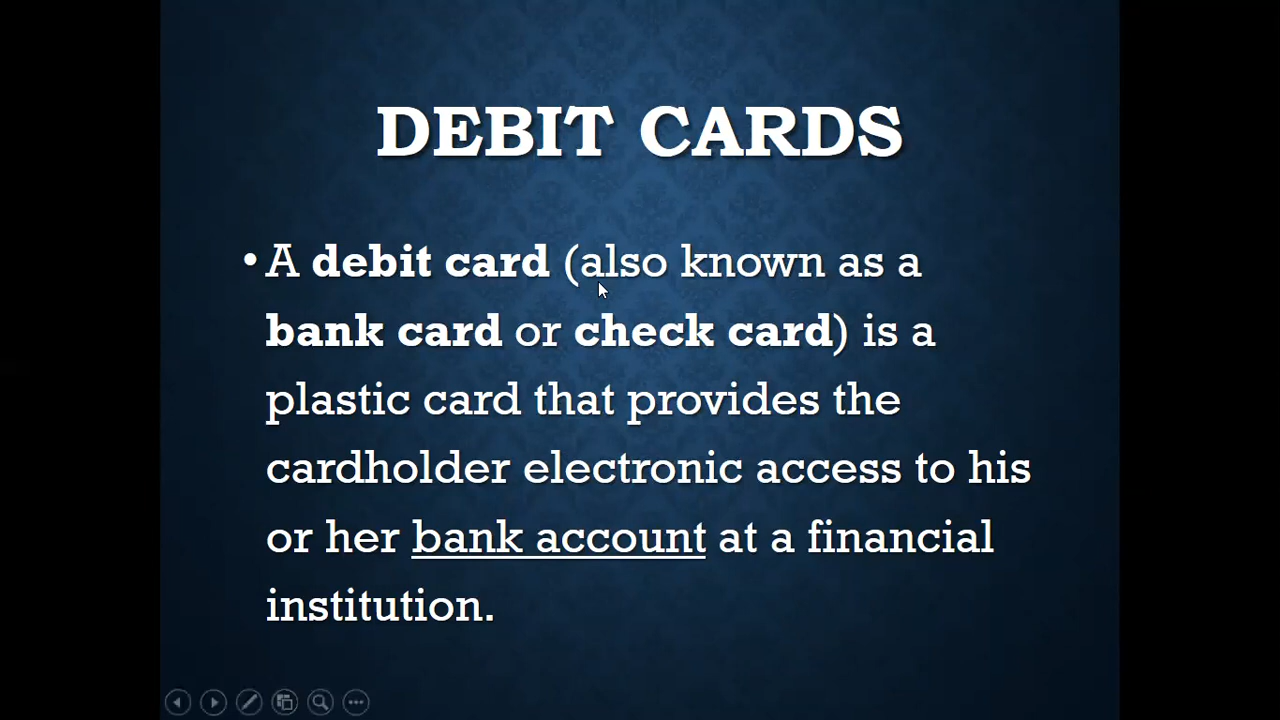 DEBIT CARDS
• A debit card (also known as a
bank card or check card) is a
plastic card that provides the
cardholder electronic access to his
or her bank account at a financial
institution.